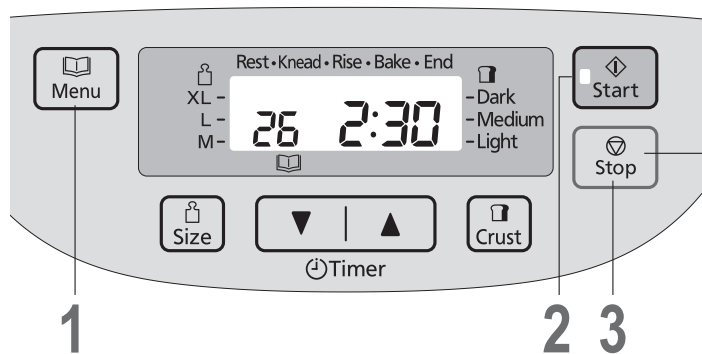 Menu
Rest • Knead • Rise • Bake • End
XL –
L –
M –
26 2:30
– Dark
– Medium
– Light
Start
Stop
Size
Timer
Crust
1
2
3